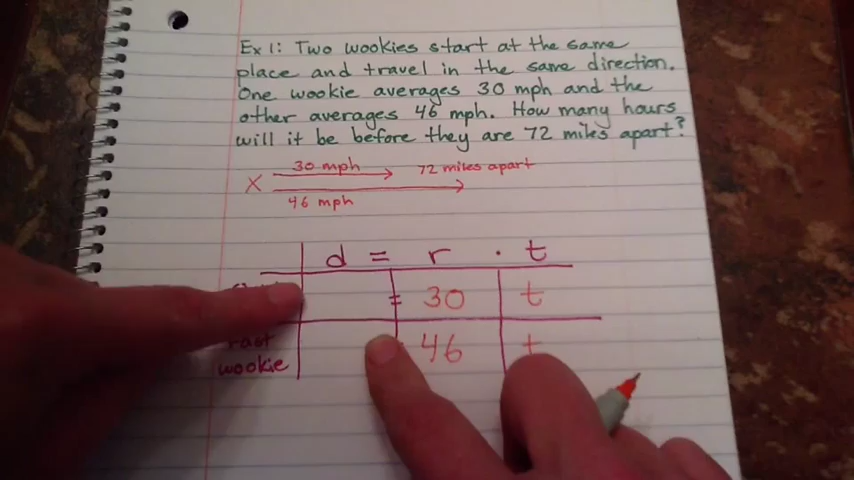 Ex 1: Two wookies start at the same
place and travel in the same direction.
One wookie averages 30 mph and the
other averages 46 mph. How many hours
will it be before they are 72 miles apart?
30 mph 72 miles apart
X
46 mph
d = r · t
= 30 t
fast 46 t
wookie